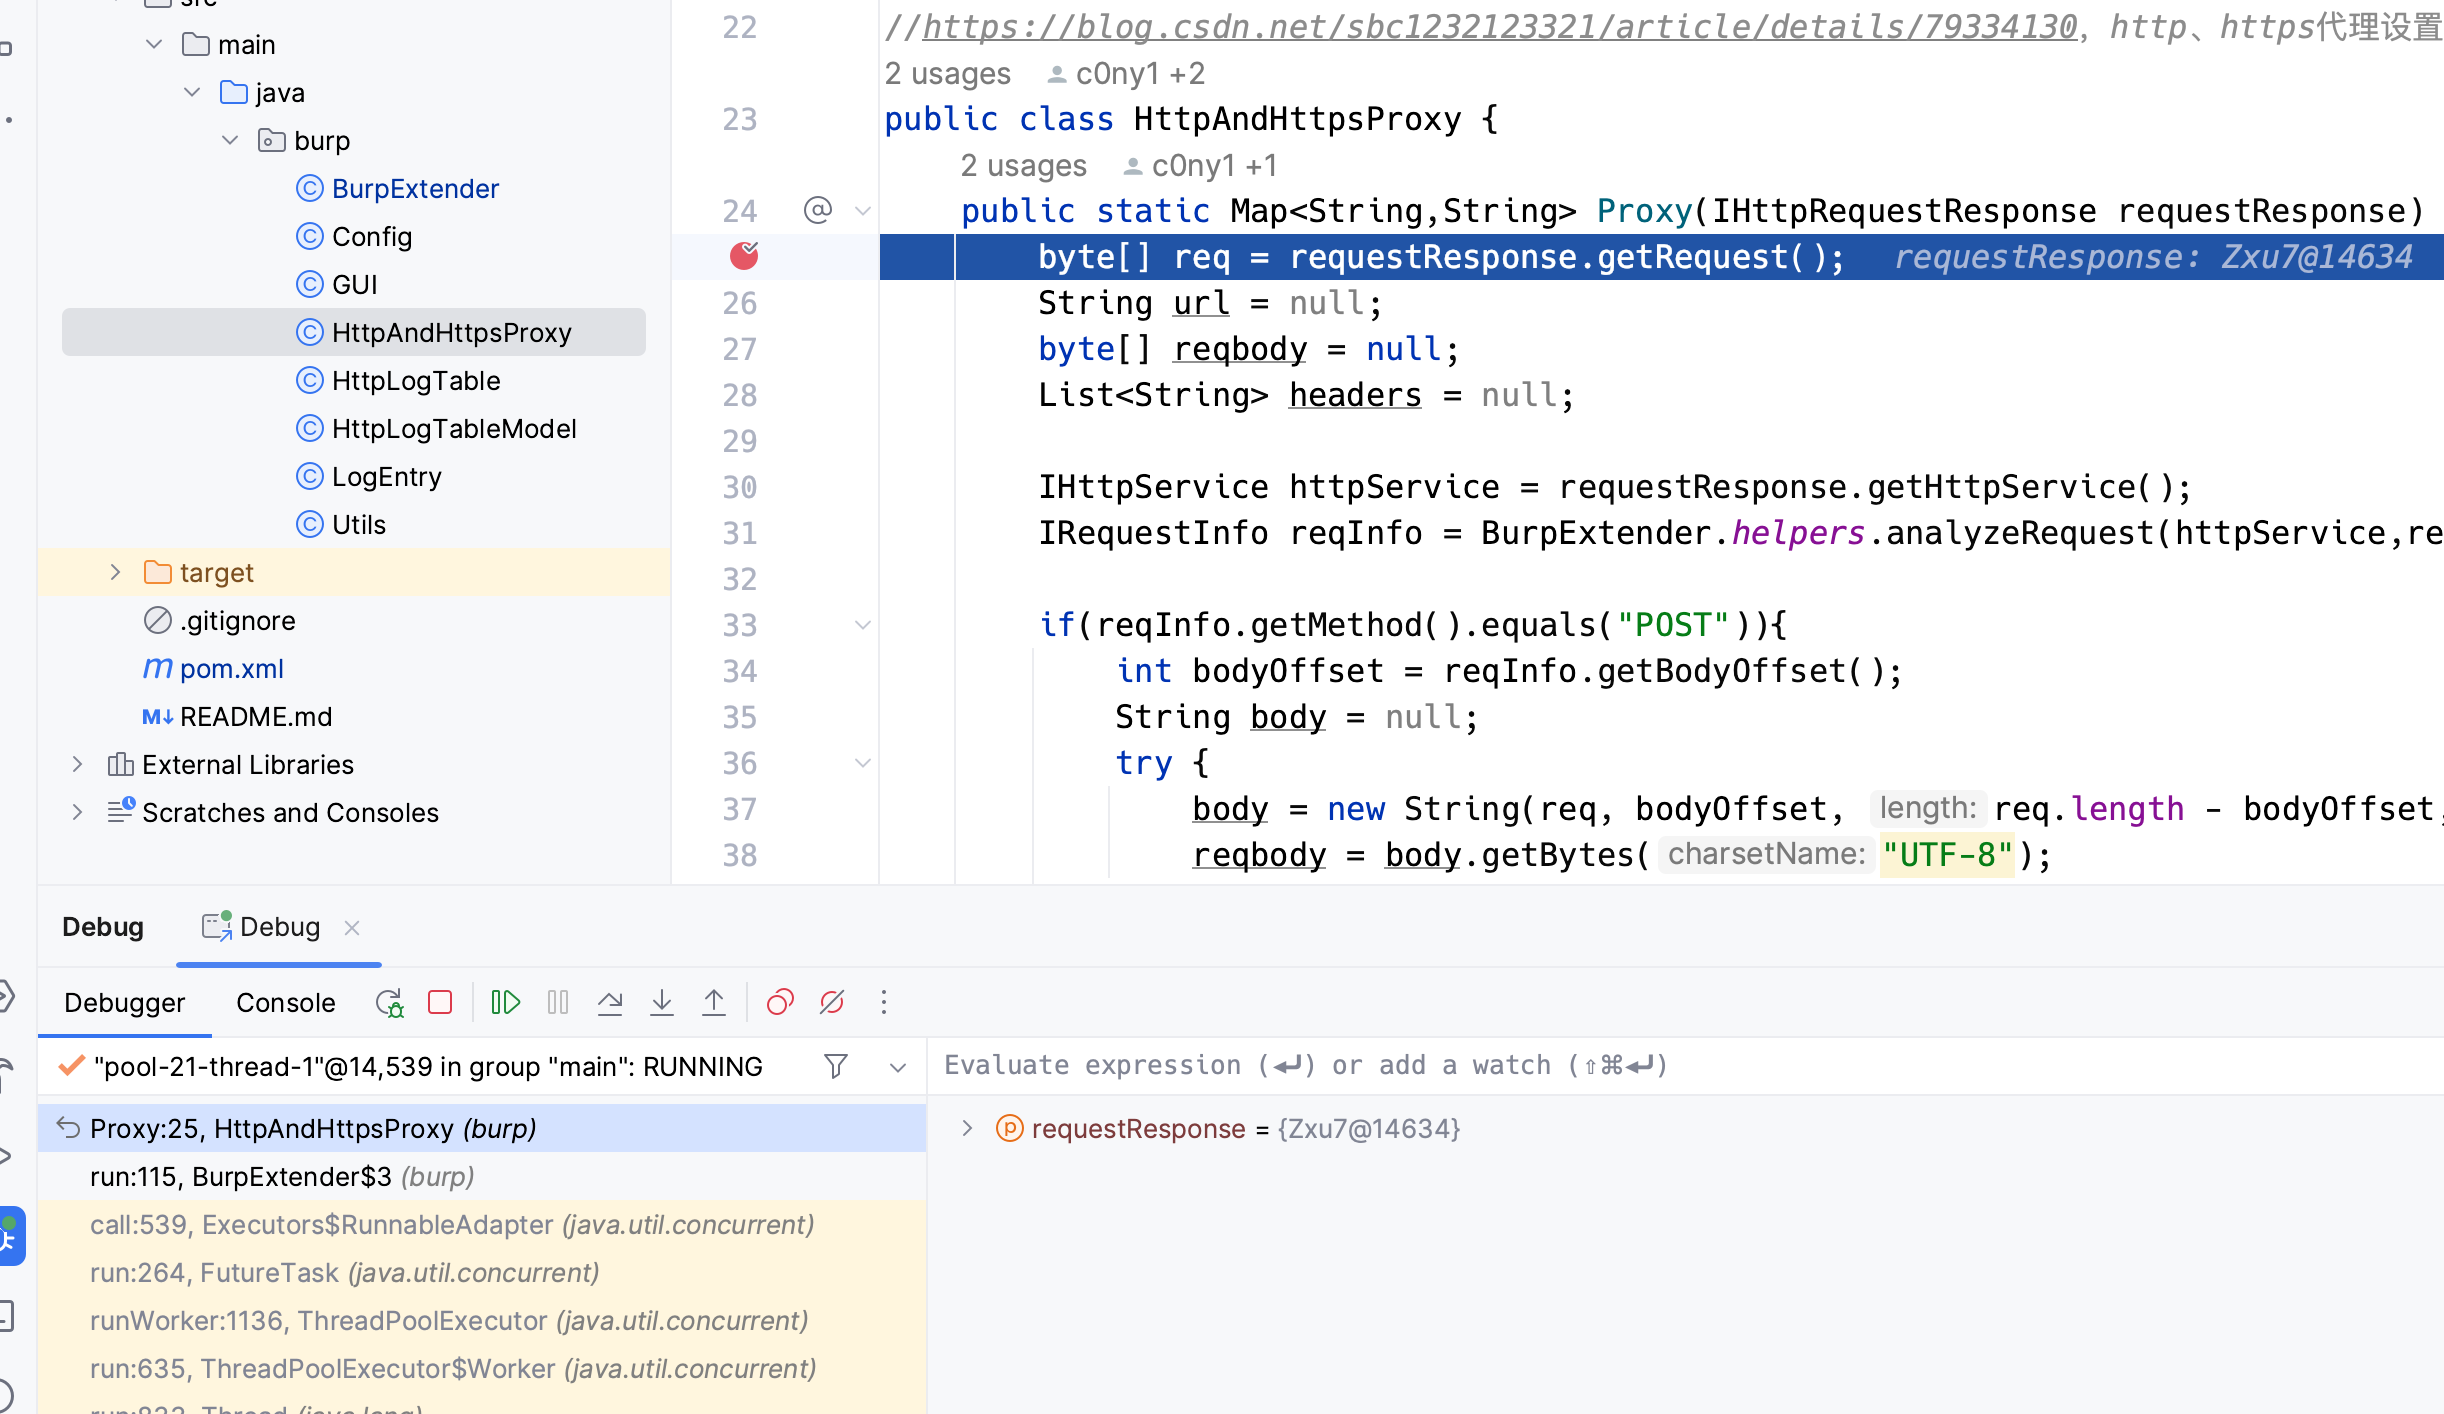 src
main
java
burp
BurpExtender
Config
GUI
HttpAndHttpsProxy
HttpLogTable
HttpLogTableModel
LogEntry
Utils
target
.gitignore
pom.xml
README.md
External Libraries
Scratches and Consoles
22 //https://blog.csdn.net/sbc1232123321/article/details/79334130, http、https代理设置
2 usages c0ny1 +2
23 public class HttpAndHttpsProxy {
2 usages c0ny1 +1
24 @ public static Map<String,String> Proxy(IHttpRequestResponse requestResponse)
byte[] req = requestResponse.getRequest(); requestResponse: Zxu7@14634
26 String url = null;
27 byte[] reqbody = null;
28 List<String> headers = null;
29
30 IHttpService httpService = requestResponse.getHttpService();
31 IRequestInfo reqInfo = BurpExtender.helpers.analyzeRequest(httpService,re
32
33 if(reqInfo.getMethod().equals("POST")){
34 int bodyOffset = reqInfo.getBodyOffset();
35 String body = null;
36 try {
37 body = new String(req, bodyOffset, length: req.length - bodyOffset,
38 reqbody = body.getBytes( charsetName: "UTF-8");
Debug Debug
Debugger Console
"pool-21-thread-1"@14,539 in group "main": RUNNING
Proxy:25, HttpAndHttpsProxy (burp)
run:115, BurpExtender$3 (burp)
call:539, Executors$RunnableAdapter (java.util.concurrent)
run:264, FutureTask (java.util.concurrent)
runWorker:1136, ThreadPoolExecutor (java.util.concurrent)
run:635, ThreadPoolExecutor$Worker (java.util.concurrent)
Thread (java.lang)
Evaluate expression (↵) or add a watch (⇧⌘↵)
requestResponse = {Zxu7@14634}